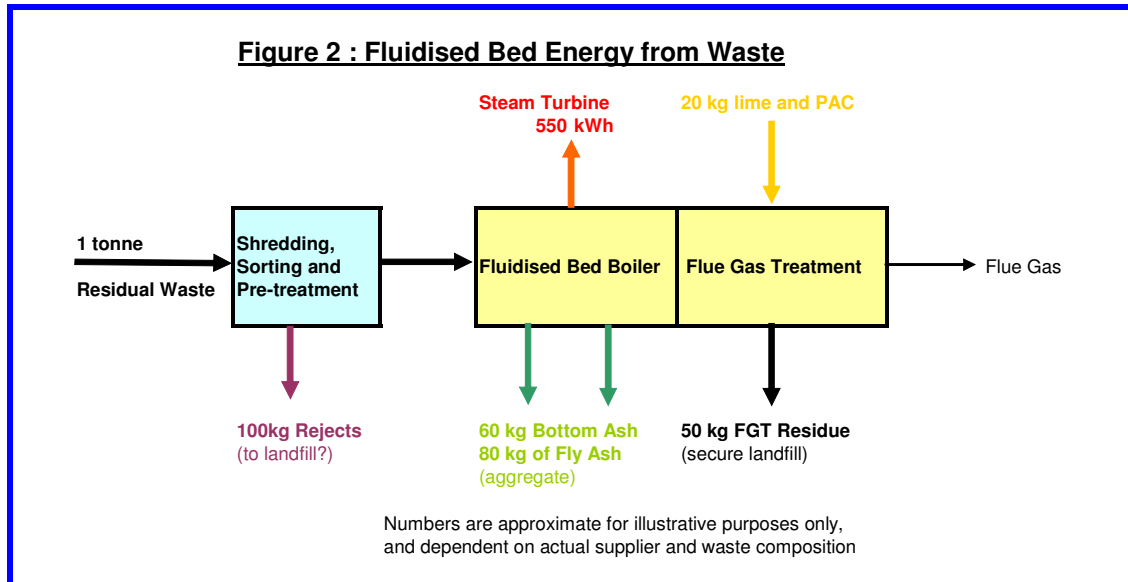 Figure 2 : Fluidised Bed Energy from Waste
Steam Turbine
550 kWh
20 kg lime and PAC
1 tonne
Residual Waste
Shredding,
Sorting and
Pre-treatment
Fluidised Bed Boiler
Flue Gas Treatment
Flue Gas
100kg Rejects
(to landfill?)
60 kg Bottom Ash
80 kg of Fly Ash
(aggregate)
50 kg FGT Residue
(secure landfill)
Numbers are approximate for illustrative purposes only,
and dependent on actual supplier and waste composition